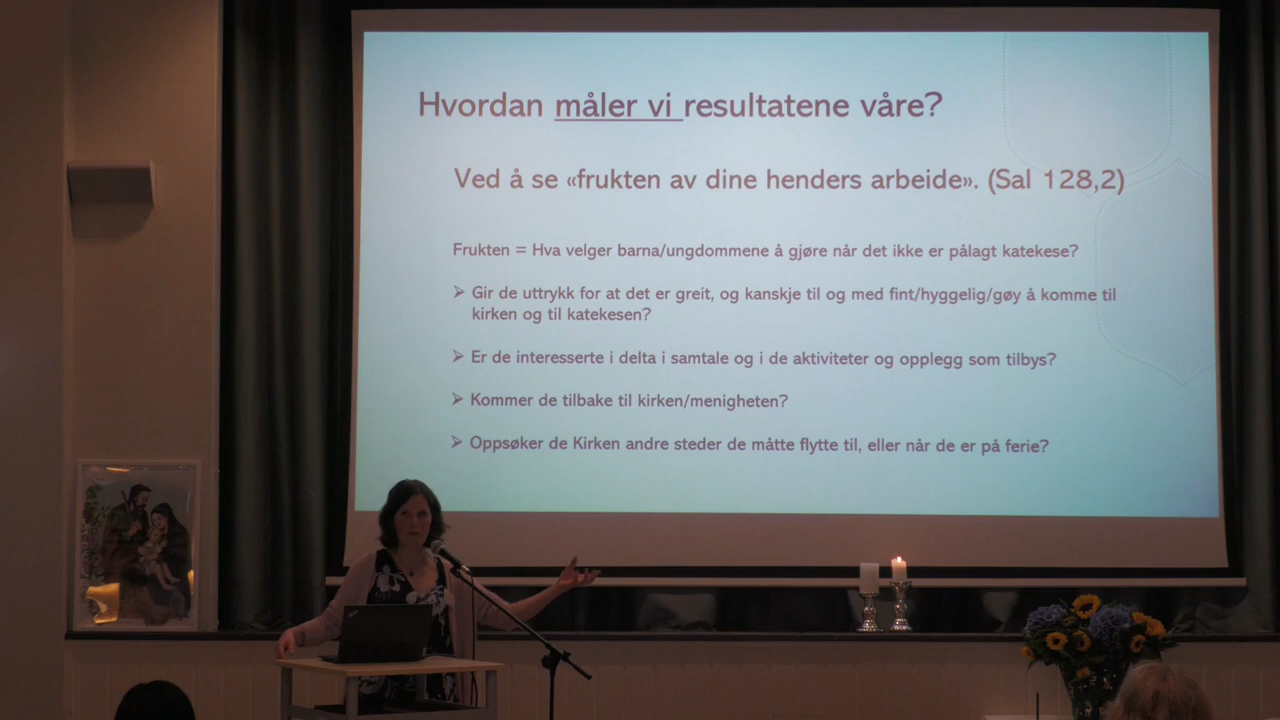 Hvordan måler vi resultatene våre?
Ved å se «frukten av dine henders arbeide». (Sal 128,2)
Frukten = Hva velger barna/ungdommene å gjøre når det ikke er pålagt katekese?
➢ Gir de uttrykk for at det er greit, og kanskje til og med fint/hyggelig/gøy å komme til
kirken og til katekesen?
➢ Er de interesserte i delta i samtale og i de aktiviteter og opplegg som tilbys?
➢ Kommer de tilbake til kirken/menigheten?
➢ Oppsøker de Kirken andre steder de måtte flytte til, eller når de er på ferie?